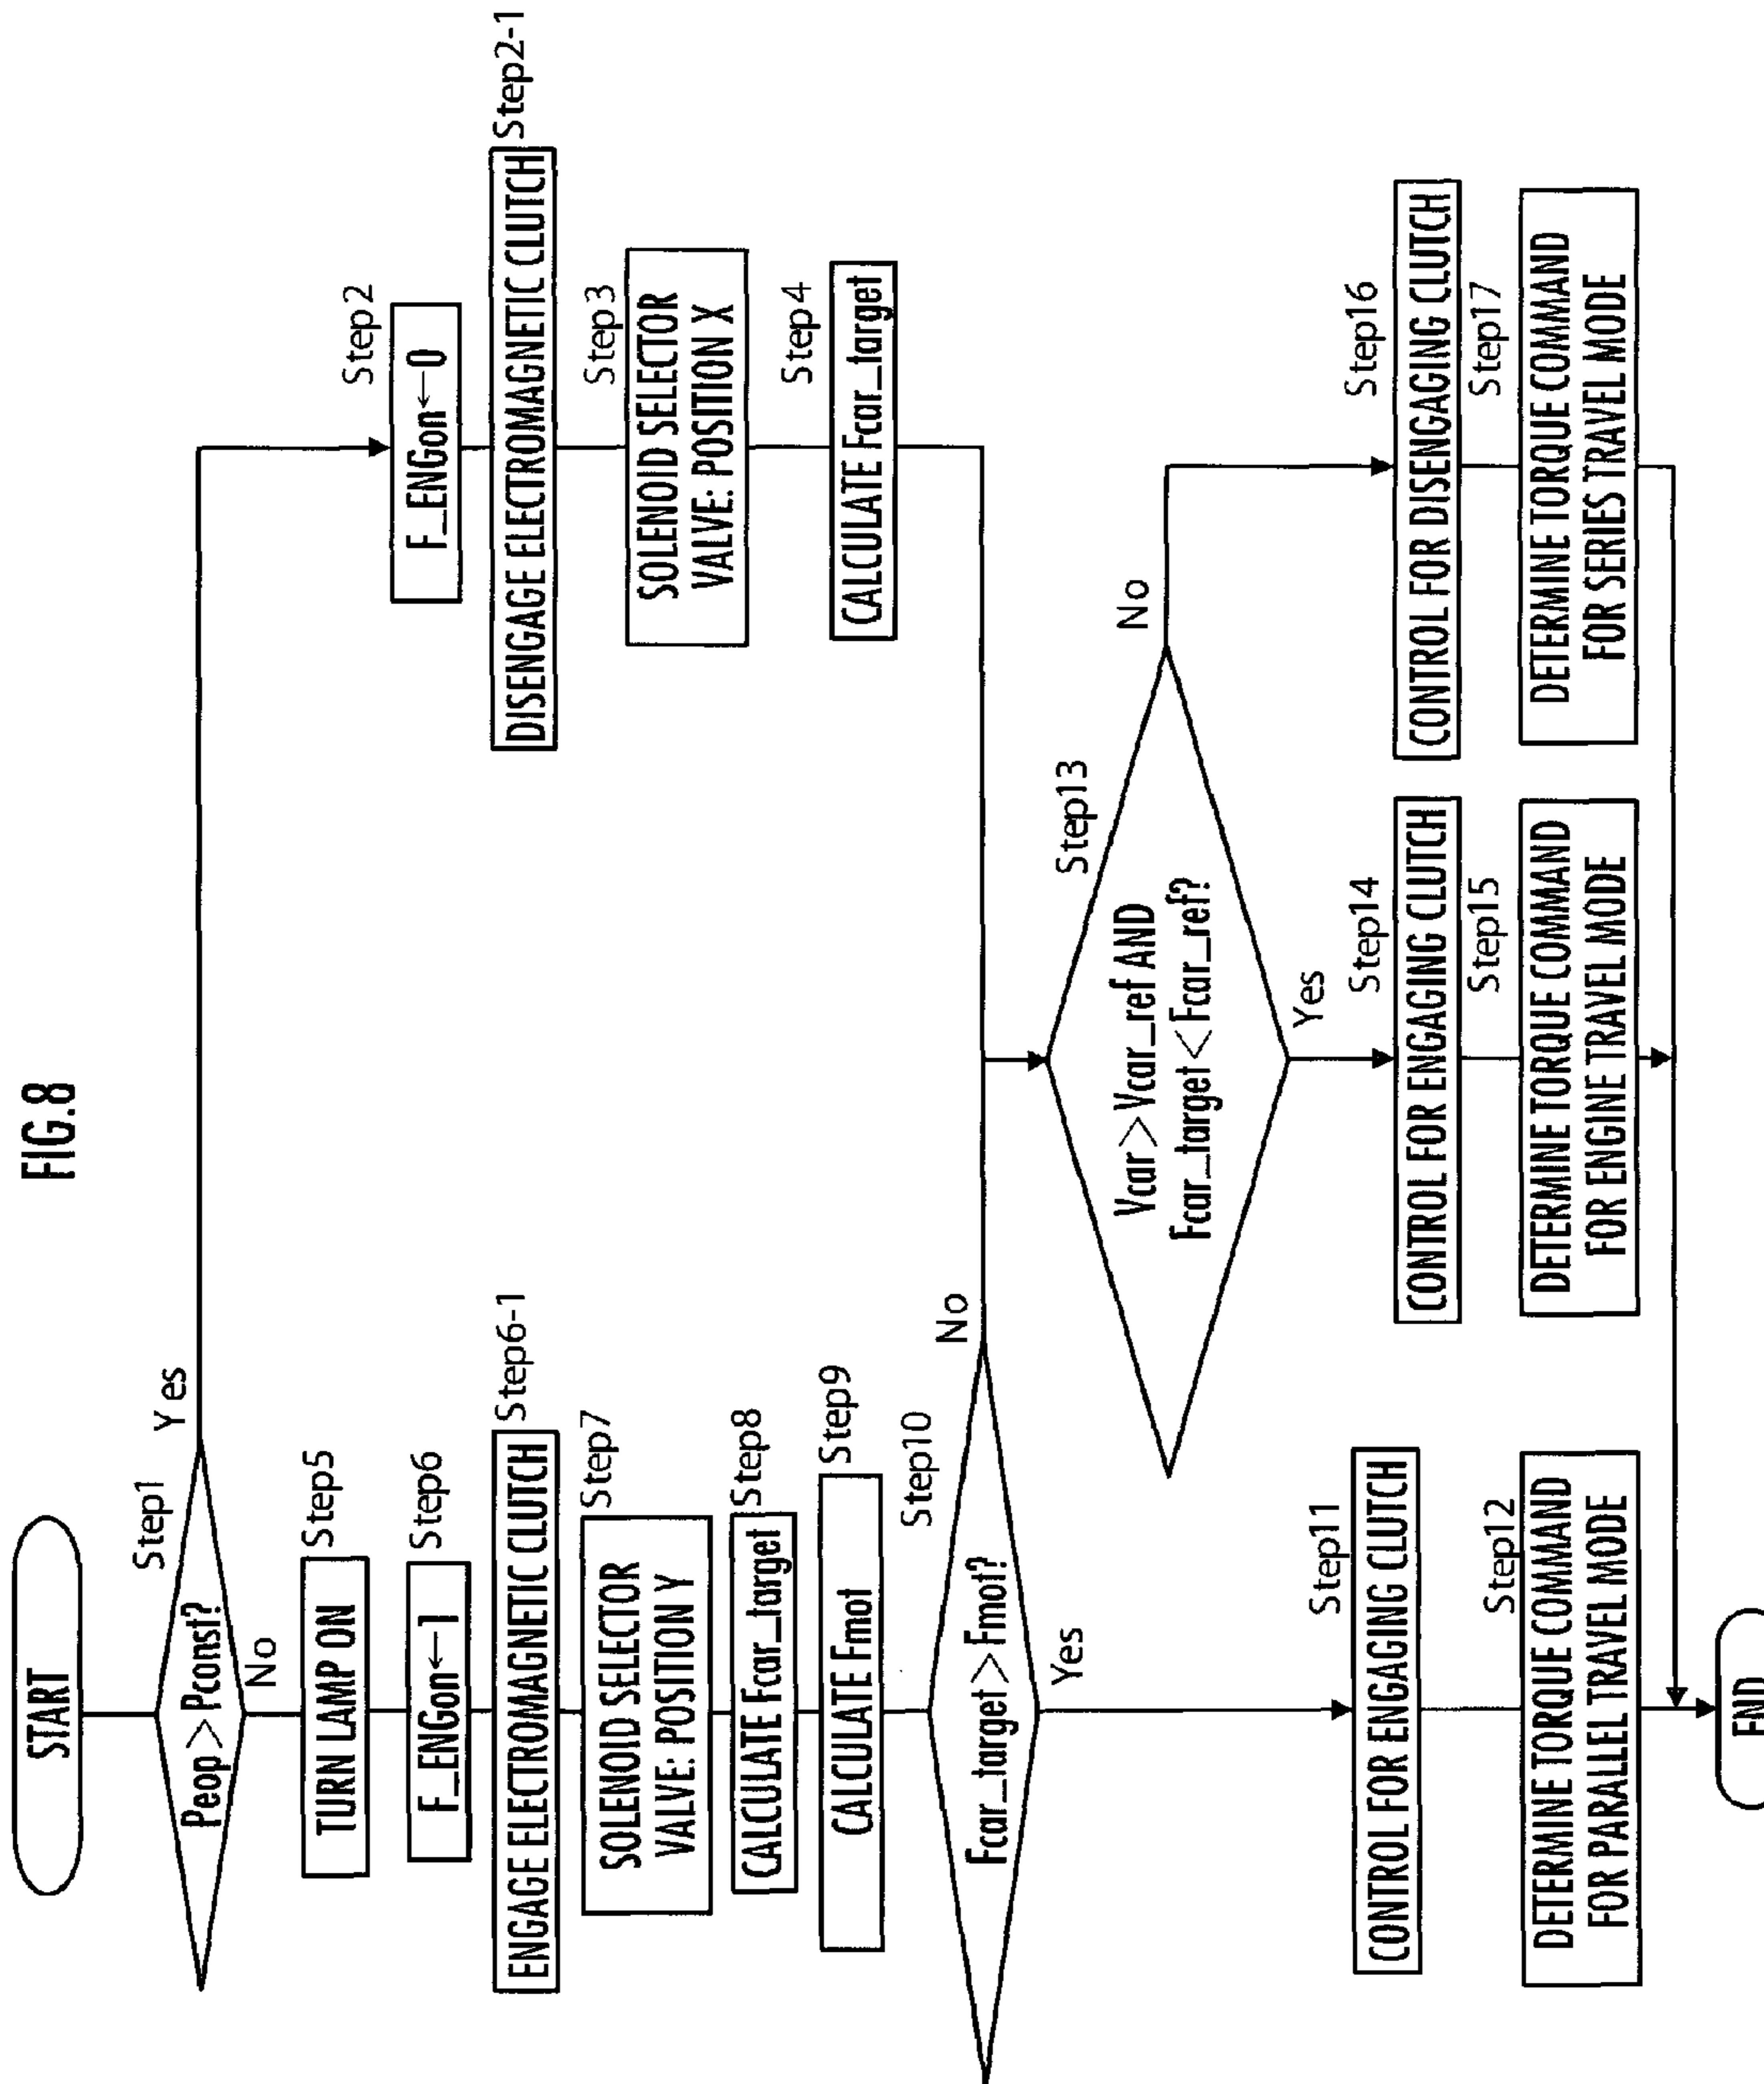 FIG.8
START
Step1
Peop > Pconst?
Yes
No
Step2
F_ENGon←0
Step2-1
DISENGAGE ELECTROMAGNETIC CLUTCH
Step3
SOLENOID SELECTOR
VALVE: POSITION X
Step4
CALCULATE Fcar_target
Step5
TURN LAMP ON
Step6
F_ENGon←1
Step6-1
ENGAGE ELECTROMAGNETIC CLUTCH
Step7
SOLENOID SELECTOR
VALVE: POSITION Y
Step8
CALCULATE Fcar_target
Step9
CALCULATE Fmot
Step10
Fcar_target > Fmot?
No
Yes
Step11
CONTROL FOR ENGAGING CLUTCH
Step12
DETERMINE TORQUE COMMAND
FOR PARALLEL TRAVEL MODE
Step13
Vcar > Vcar_ref AND
Fcar_target < Fcar_ref?
No
Yes
Step14
CONTROL FOR ENGAGING CLUTCH
Step15
DETERMINE TORQUE COMMAND
FOR ENGINE TRAVEL MODE
Step16
CONTROL FOR DISENGAGING CLUTCH
Step17
DETERMINE TORQUE COMMAND
FOR SERIES TRAVEL MODE
END